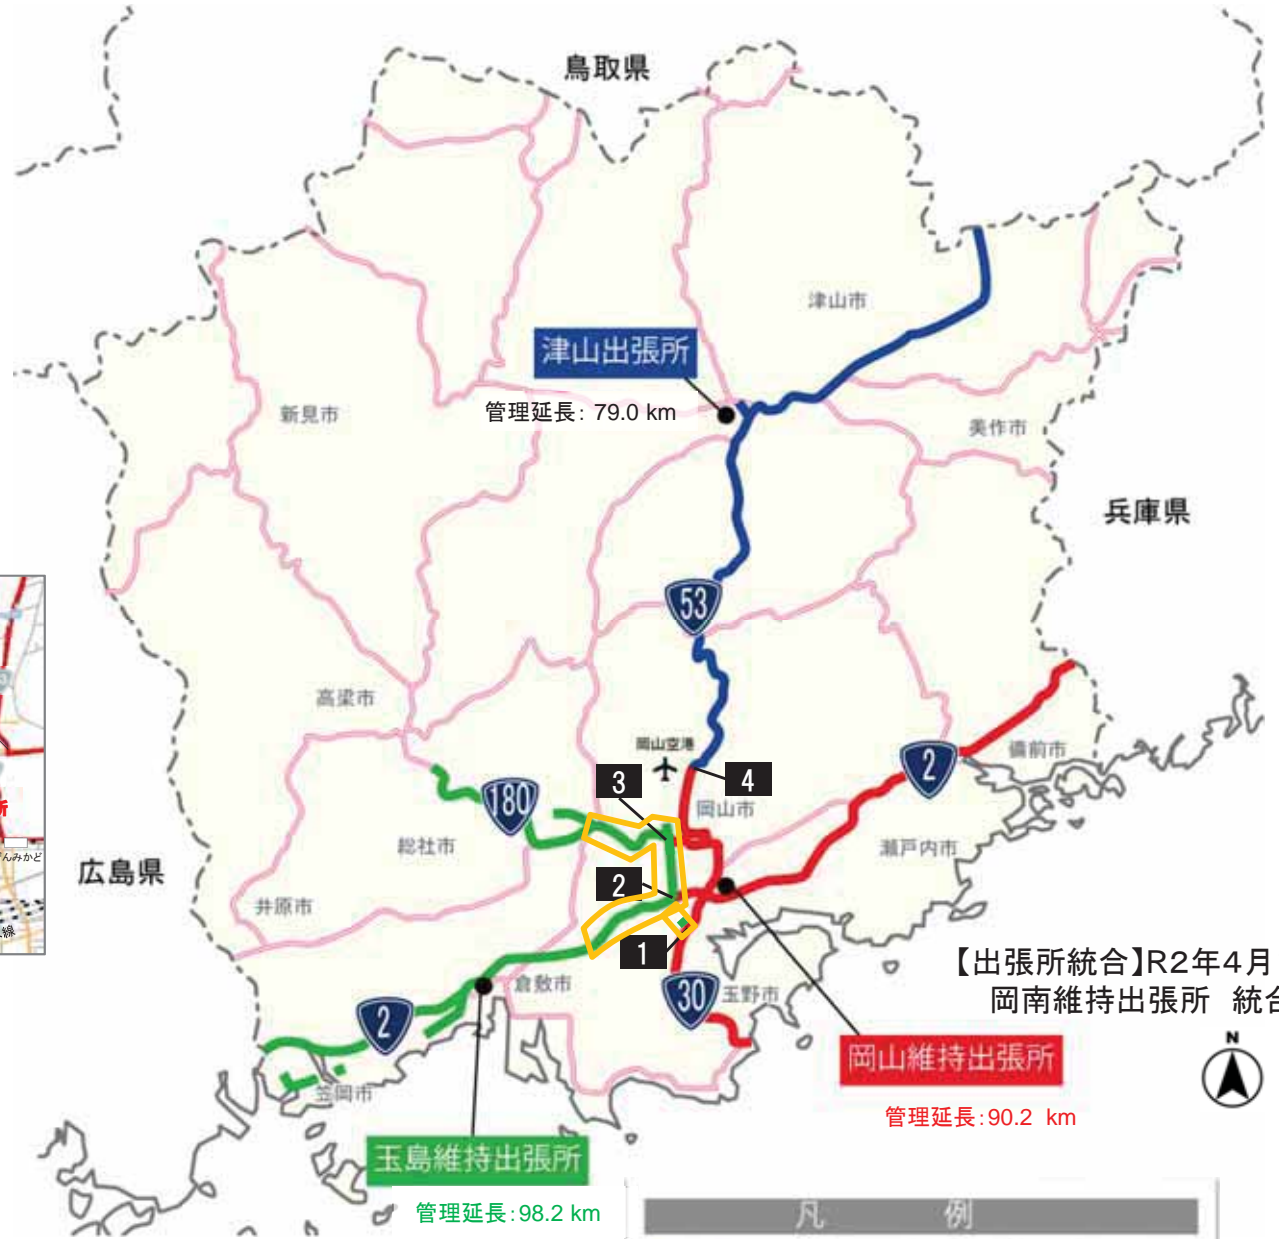 鳥取県
津山市
津山出張所
管理延長: 79.0 km
新見市
美作市
兵庫県
53
高梁市
岡山空港
備前市
2
3
4
180
岡山市
総社市
瀬戸内市
広島県
んみかど
2
井原市
線
1
【出張所統合】R2年4月
岡南維持出張所 統合
倉敷市
30
玉野市
2
N
岡山維持出張所
管理延長:90.2 km
笠岡市
玉島維持出張所
管理延長:98.2 km
凡 例